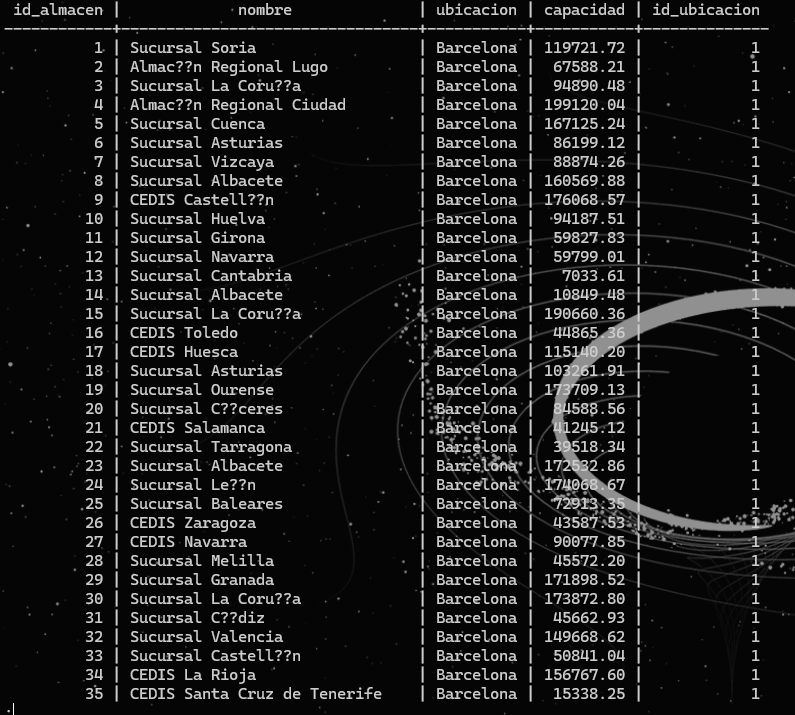 id_almacen | nombre | ubicacion | capacidad | id_ubicacion
1 | Sucursal Soria | Barcelona | 119721.72 | 1
2 | Almac??n Regional Lugo | Barcelona | 67588.21 | 1
3 | Sucursal La Coru??a | Barcelona | 94890.48 | 1
4 | Almac??n Regional Ciudad | Barcelona | 199120.04 | 1
5 | Sucursal Cuenca | Barcelona | 167125.24 | 1
6 | Sucursal Asturias | Barcelona | 86199.12 | 1
7 | Sucursal Vizcaya | Barcelona | 88874.26 | 1
8 | Sucursal Albacete | Barcelona | 160569.88 | 1
9 | CEDIS Castell??n | Barcelona | 176068.57 | 1
10 | Sucursal Huelva | Barcelona | 94187.51 | 1
11 | Sucursal Girona | Barcelona | 59827.83 | 1
12 | Sucursal Navarra | Barcelona | 59799.01 | 1
13 | Sucursal Cantabria | Barcelona | 7033.61 | 1
14 | Sucursal Albacete | Barcelona | 10849.48 | 1
15 | Sucursal La Coru??a | Barcelona | 190660.36 | 1
16 | CEDIS Toledo | Barcelona | 44865.36 | 1
17 | CEDIS Huesca | Barcelona | 115140.20 | 1
18 | Sucursal Asturias | Barcelona | 103261.91 | 1
19 | Sucursal Ourense | Barcelona | 173709.13 | 1
20 | Sucursal C??ceres | Barcelona | 84588.56 | 1
21 | CEDIS Salamanca | Barcelona | 41245.12 | 1
22 | Sucursal Tarragona | Barcelona | 39518.34 | 1
23 | Sucursal Albacete | Barcelona | 172532.86 | 1
24 | Sucursal Le??n | Barcelona | 174068.67 | 1
25 | Sucursal Baleares | Barcelona | 72913.35 | 1
26 | CEDIS Zaragoza | Barcelona | 43587.53 | 1
27 | CEDIS Navarra | Barcelona | 90077.85 | 1
28 | Sucursal Melilla | Barcelona | 45572.20 | 1
29 | Sucursal Granada | Barcelona | 171898.52 | 1
30 | Sucursal La Coru??a | Barcelona | 173872.80 | 1
31 | Sucursal C??diz | Barcelona | 45662.93 | 1
32 | Sucursal Valencia | Barcelona | 149668.62 | 1
33 | Sucursal Castell??n | Barcelona | 50841.04 | 1
34 | CEDIS La Rioja | Barcelona | 156767.60 | 1
35 | CEDIS Santa Cruz de Tenerife | Barcelona | 15338.25 | 1